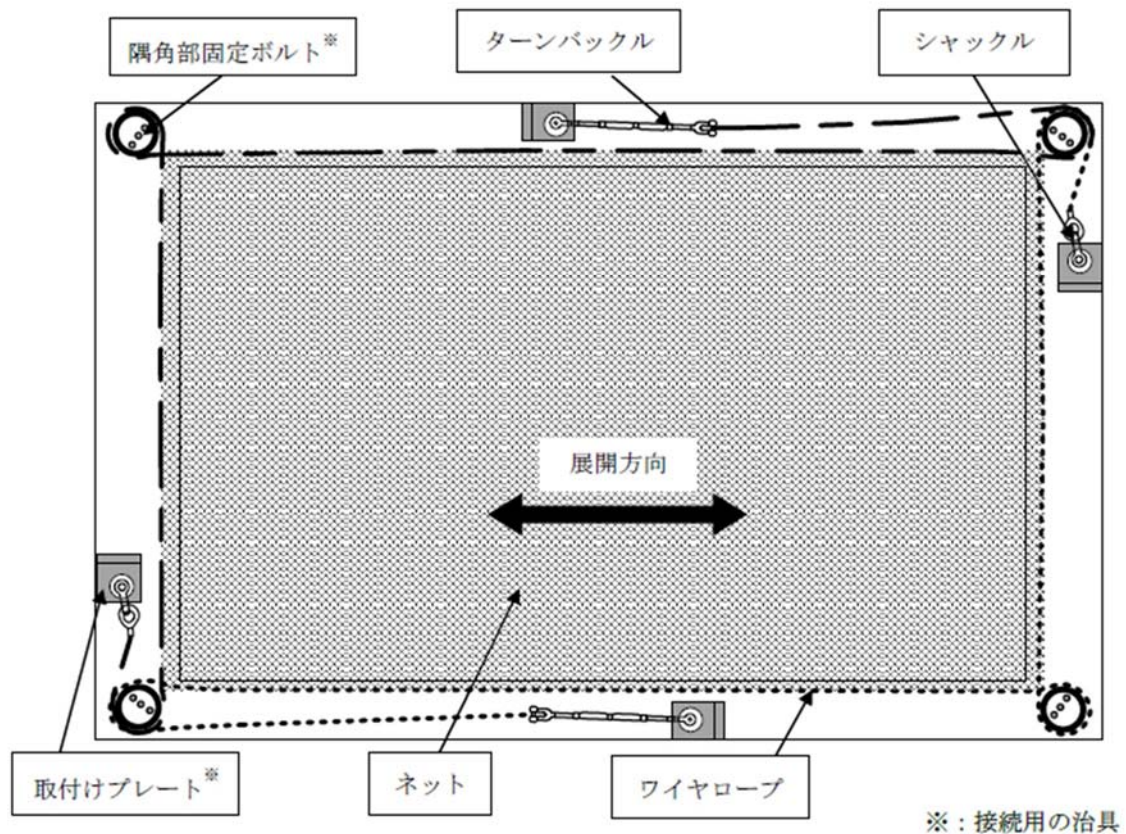 隅角部固定ボルト※
ターンバックル
シャックル
展開方向
取付けプレート※
ネット
ワイヤロープ
※：接続用の治具